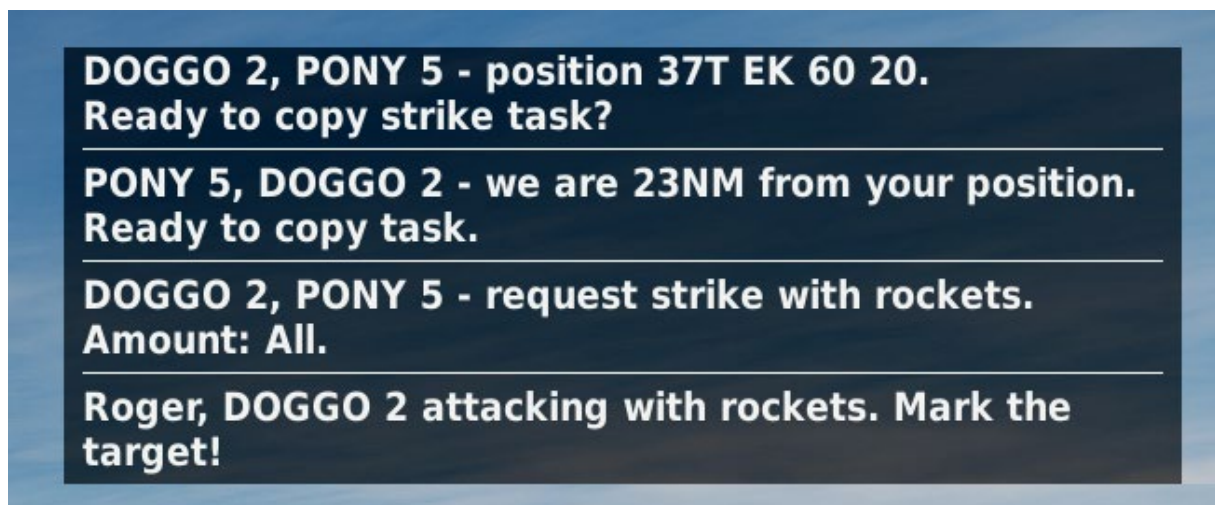 DOGGO 2, PONY 5 - position 37T EK 60 20.
Ready to copy strike task?
PONY 5, DOGGO 2 - we are 23NM from your position.
Ready to copy task.
DOGGO 2, PONY 5 - request strike with rockets.
Amount: All.
Roger, DOGGO 2 attacking with rockets. Mark the
target!